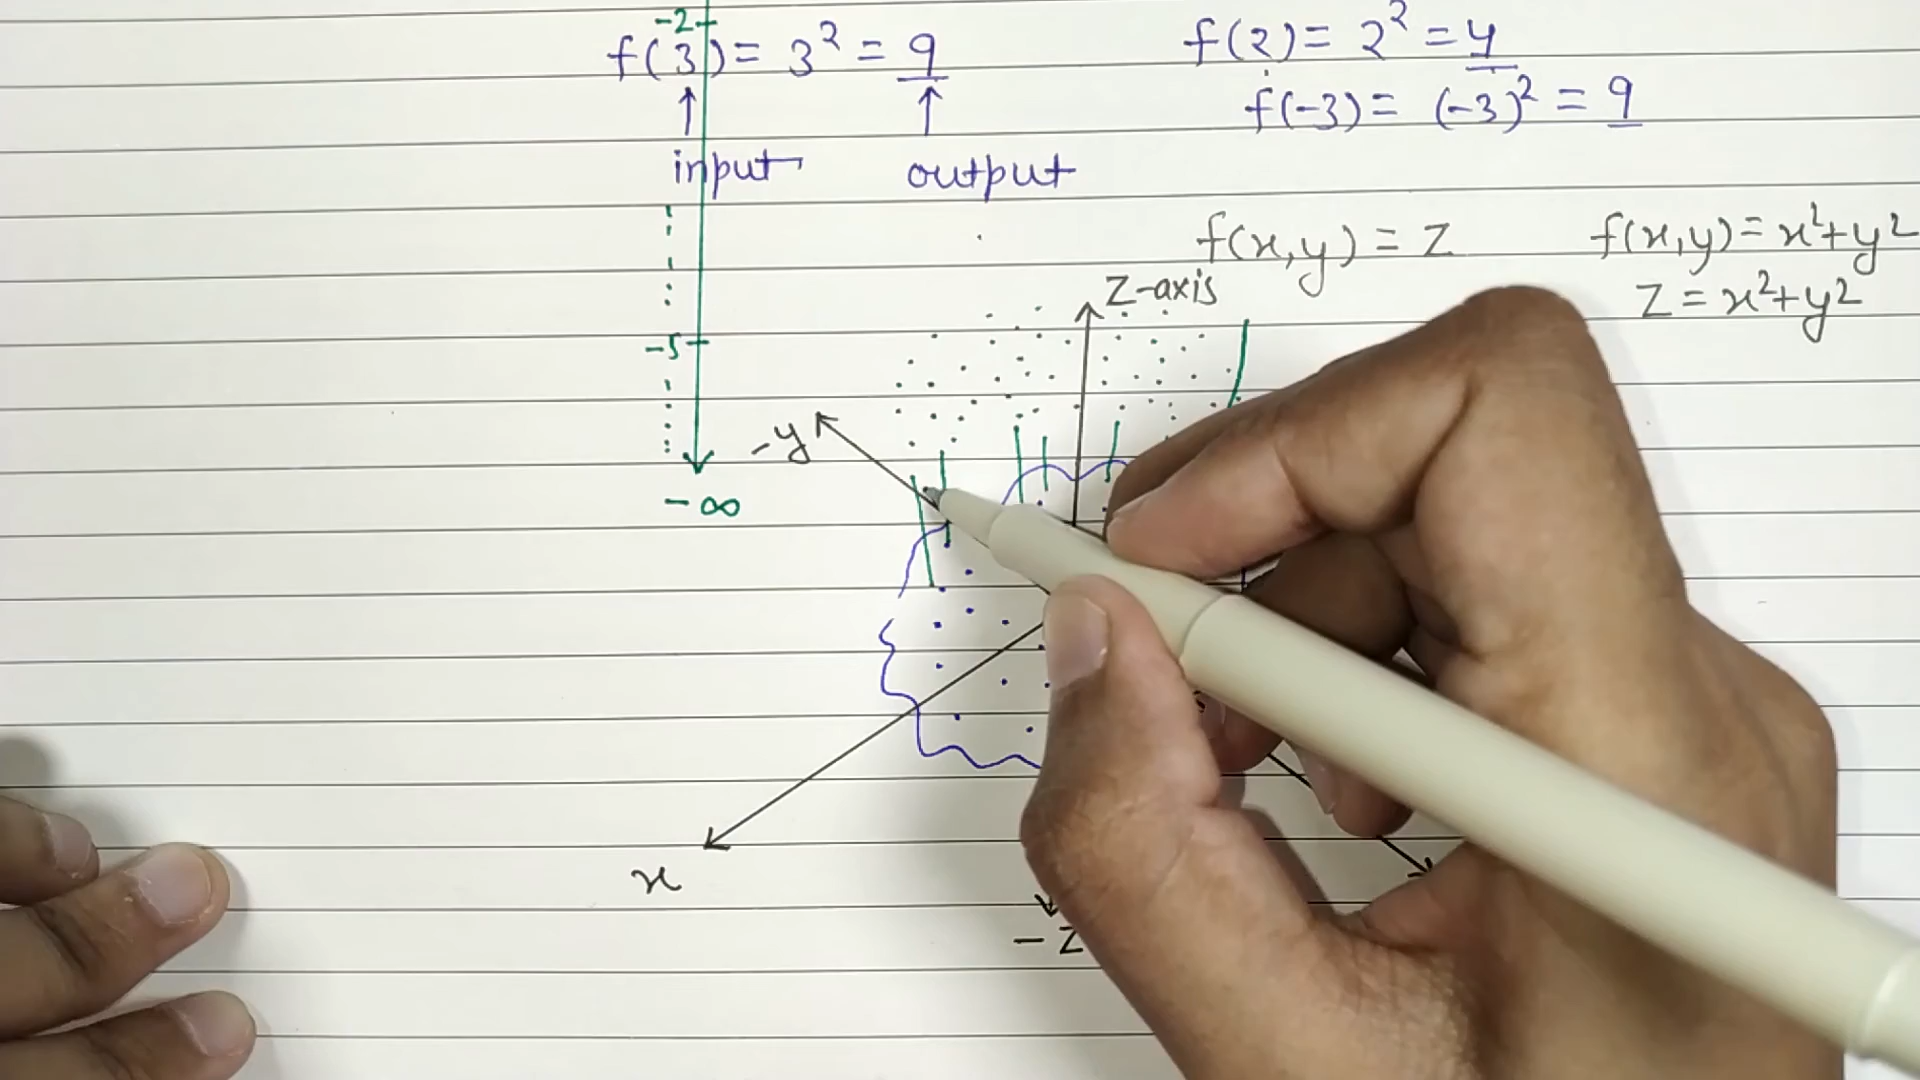 -2
f(3) = 3² = 9
f(2) = 2² = 4
f(-3) = (-3)² = 9
input
output
f(x,y) = Z
f(x,y) = x²+y²
Z = x²+y²
Z-axis
-5
-y
-∞
x
-Z